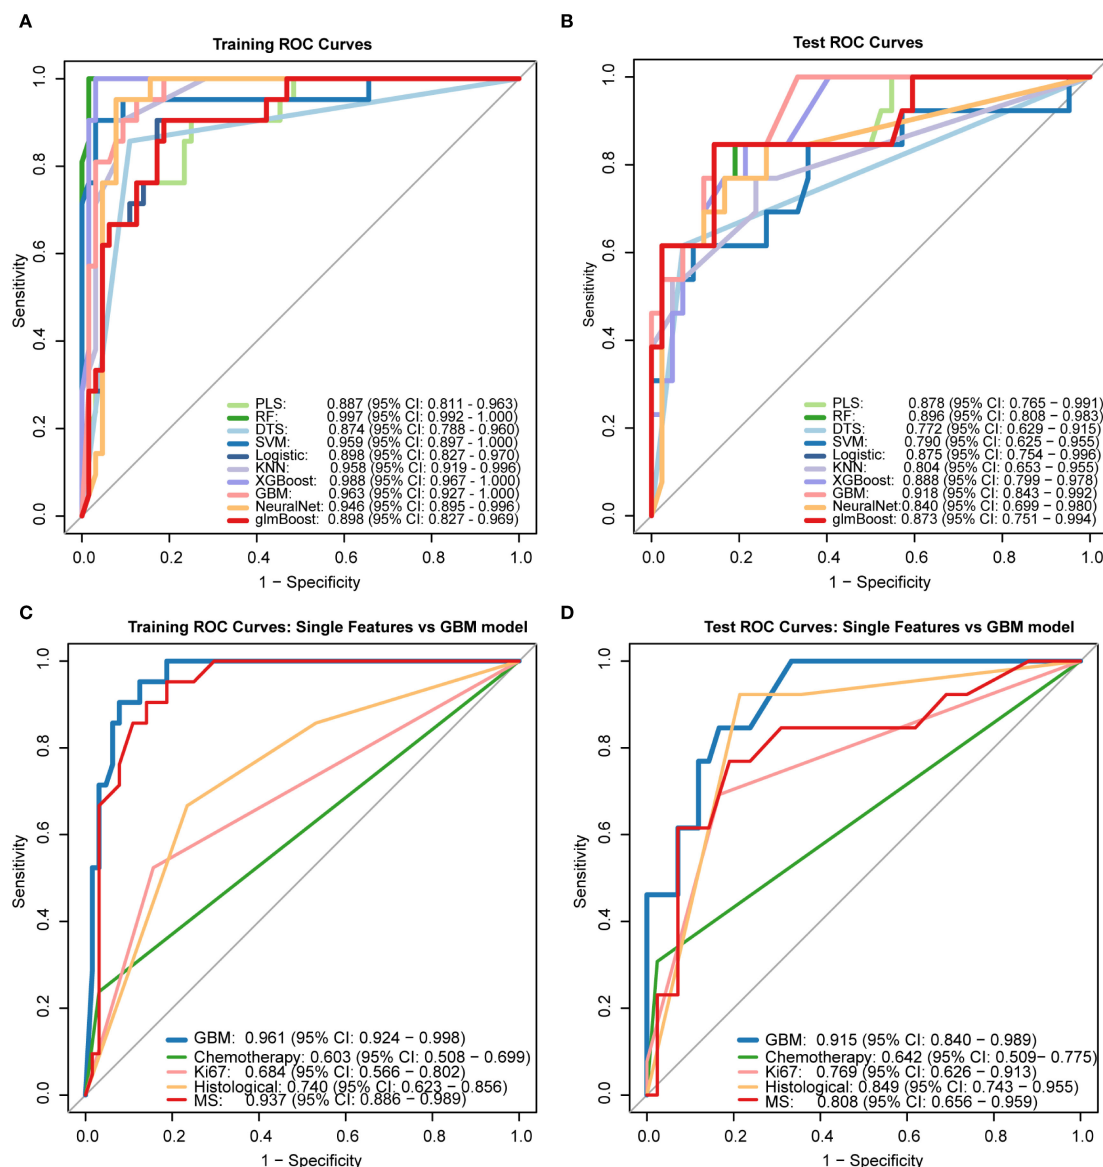 A
Training ROC Curves
Sensitivity
0.0 0.2 0.4 0.6 0.8 1.0
PLS: 0.887 (95% CI: 0.811 - 0.963)
RF: 0.997 (95% CI: 0.992 - 1.000)
DTS: 0.874 (95% CI: 0.788 - 0.960)
SVM: 0.959 (95% CI: 0.897 - 1.000)
Logistic: 0.898 (95% CI: 0.827 - 0.970)
KNN: 0.958 (95% CI: 0.919 - 0.996)
XGBoost: 0.988 (95% CI: 0.967 - 1.000)
GBM: 0.963 (95% CI: 0.927 - 1.000)
NeuralNet: 0.946 (95% CI: 0.895 - 0.996)
glmBoost: 0.898 (95% CI: 0.827 - 0.969)
0.0 0.2 0.4 0.6 0.8 1.0
1 − Specificity
B
Test ROC Curves
Sensitivity
0.0 0.2 0.4 0.6 0.8 1.0
PLS: 0.878 (95% CI: 0.765 − 0.991)
RF: 0.896 (95% CI: 0.808 − 0.983)
DTS: 0.772 (95% CI: 0.629 − 0.915)
SVM: 0.790 (95% CI: 0.625 − 0.955)
Logistic: 0.875 (95% CI: 0.754 − 0.996)
KNN: 0.804 (95% CI: 0.653 − 0.955)
XGBoost: 0.888 (95% CI: 0.799 − 0.978)
GBM: 0.918 (95% CI: 0.843 − 0.992)
NeuralNet: 0.840 (95% CI: 0.699 − 0.980)
glmBoost: 0.873 (95% CI: 0.751 − 0.994)
0.0 0.2 0.4 0.6 0.8 1.0
1 − Specificity
C
Training ROC Curves: Single Features vs GBM model
Sensitivity
0.0 0.2 0.4 0.6 0.8 1.0
GBM: 0.961 (95% CI: 0.924 − 0.998)
Chemotherapy: 0.603 (95% CI: 0.508 − 0.699)
Ki67: 0.684 (95% CI: 0.566 − 0.802)
Histological: 0.740 (95% CI: 0.623 − 0.856)
MS: 0.937 (95% CI: 0.886 − 0.989)
0.0 0.2 0.4 0.6 0.8 1.0
1 − Specificity
D
Test ROC Curves: Single Features vs GBM model
Sensitivity
0.0 0.2 0.4 0.6 0.8 1.0
GBM: 0.915 (95% CI: 0.840 − 0.989)
Chemotherapy: 0.642 (95% CI: 0.509− 0.775)
Ki67: 0.769 (95% CI: 0.626 − 0.913)
Histological: 0.849 (95% CI: 0.743 − 0.955)
MS: 0.808 (95% CI: 0.656 − 0.959)
0.0 0.2 0.4 0.6 0.8 1.0
1 − Specificity